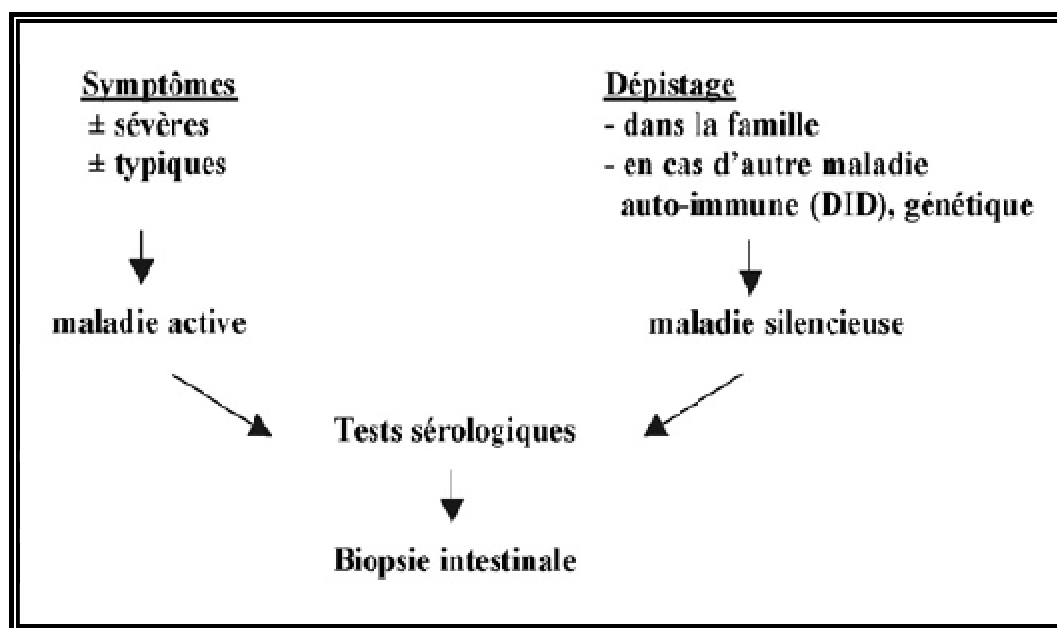 Symptômes
± sévères
± typiques
Dépistage
- dans la famille
- en cas d'autre maladie
auto-immune (DID), génétique
maladie active
maladie silencieuse
Tests sérologiques
Biopsie intestinale